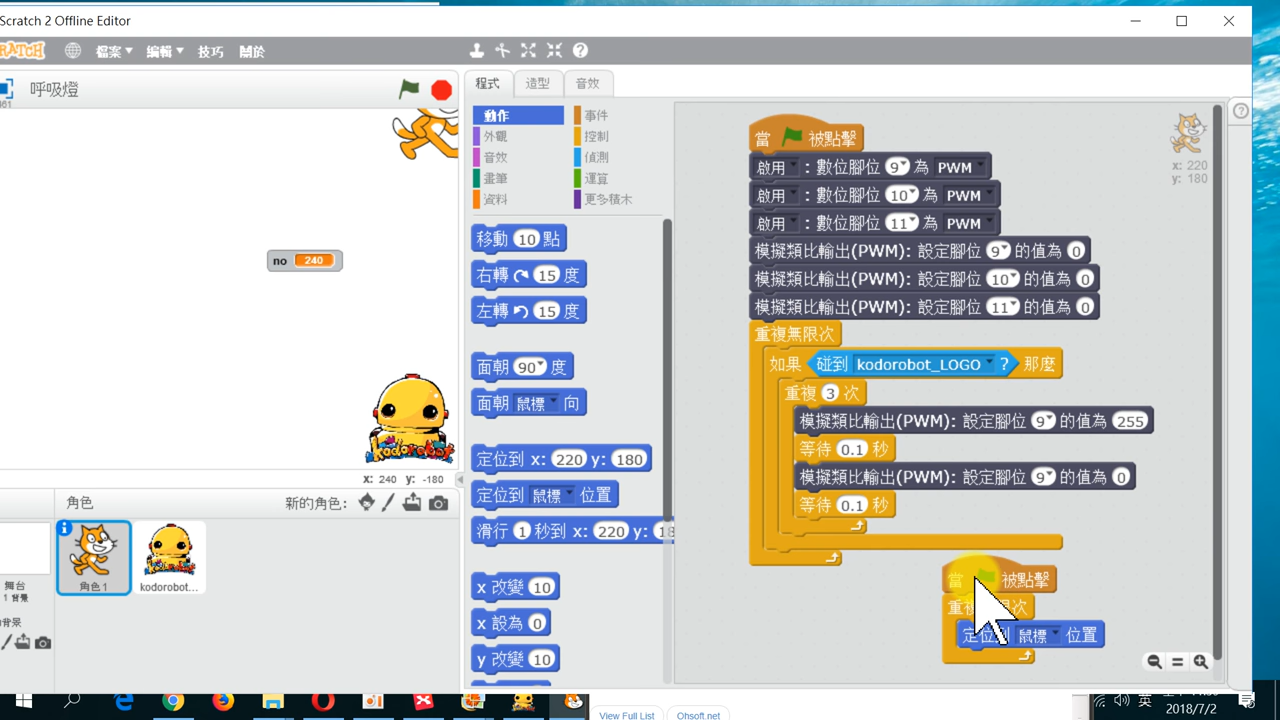 Scratch 2 Offline Editor
檔案 編輯 技巧 關於
呼吸燈
程式 造型 音效
動作 事件
外觀 控制
音效 偵測
畫筆 運算
資料 更多積木
移動 10 點
右轉 15 度
左轉 15 度
面朝 90 度
面朝 鼠標 向
定位到 x: 220 y: 180
定位到 鼠標 位置
滑行 1 秒到 x: 220 y: 18
x 改變 10
x 設為 0
y 改變 10
no 240
kodorobot
x: 240 y: -180
角色 新的角色:
舞台
1 背景
角色1 kodorobot...
當 被點擊
啟用 : 數位腳位 9 為 PWM
啟用 : 數位腳位 10 為 PWM
啟用 : 數位腳位 11 為 PWM
模擬類比輸出(PWM): 設定腳位 9 的值為 0
模擬類比輸出(PWM): 設定腳位 10 的值為 0
模擬類比輸出(PWM): 設定腳位 11 的值為 0
重複無限次
如果 碰到 kodorobot_LOGO ? 那麼
重複 3 次
模擬類比輸出(PWM): 設定腳位 9 的值為 255
等待 0.1 秒
模擬類比輸出(PWM): 設定腳位 9 的值為 0
等待 0.1 秒
當 被點擊
定位到 鼠標 位置
x: 220
y: 180
英
2018/7/2
View Full List Ohsoft.net